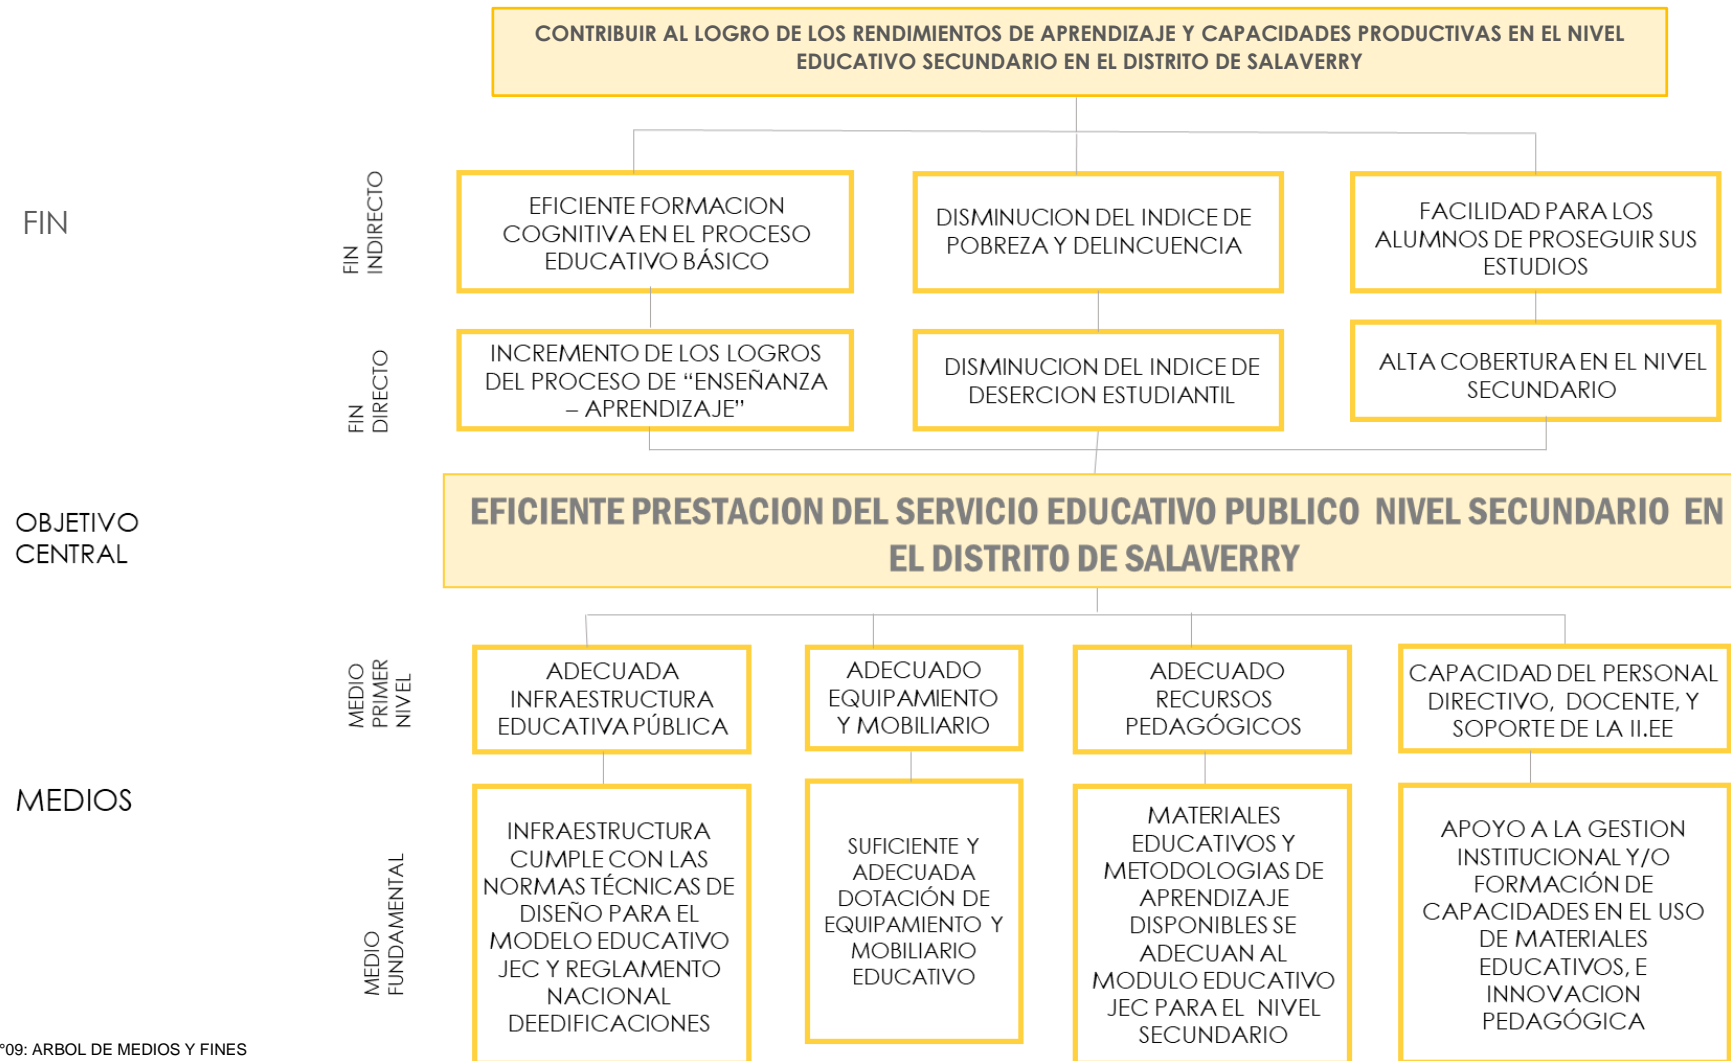 CONTRIBUIR AL LOGRO DE LOS RENDIMIENTOS DE APRENDIZAJE Y CAPACIDADES PRODUCTIVAS EN EL NIVEL
EDUCATIVO SECUNDARIO EN EL DISTRITO DE SALAVERRY
FIN
FIN
INDIRECTO
EFICIENTE FORMACION
COGNITIVA EN EL PROCESO
EDUCATIVO BÁSICO
DISMINUCION DEL INDICE DE
POBREZA Y DELINCUENCIA
FACILIDAD PARA LOS
ALUMNOS DE PROSEGUIR SUS
ESTUDIOS
FIN
DIRECTO
INCREMENTO DE LOS LOGROS
DEL PROCESO DE “ENSEÑANZA
– APRENDIZAJE”
DISMINUCION DEL INDICE DE
DESERCION ESTUDIANTIL
ALTA COBERTURA EN EL NIVEL
SECUNDARIO
OBJETIVO
CENTRAL
EFICIENTE PRESTACION DEL SERVICIO EDUCATIVO PUBLICO NIVEL SECUNDARIO EN
EL DISTRITO DE SALAVERRY
MEDIOS
MEDIO
PRIMER
NIVEL
ADECUADA
INFRAESTRUCTURA
EDUCATIVA PÚBLICA
ADECUADO
EQUIPAMIENTO
Y MOBILIARIO
ADECUADO
RECURSOS
PEDAGÓGICOS
CAPACIDAD DEL PERSONAL
DIRECTIVO, DOCENTE, Y
SOPORTE DE LA II.EE
MEDIO
FUNDAMENTAL
INFRAESTRUCTURA
CUMPLE CON LAS
NORMAS TÉCNICAS DE
DISEÑO PARA EL
MODELO EDUCATIVO
JEC Y REGLAMENTO
NACIONAL
DEEDIFICACIONES
SUFICIENTE Y
ADECUADA
DOTACIÓN DE
EQUIPAMIENTO Y
MOBILIARIO
EDUCATIVO
MATERIALES
EDUCATIVOS Y
METODOLOGIAS DE
APRENDIZAJE
DISPONIBLES SE
ADECUAN AL
MODULO EDUCATIVO
JEC PARA EL NIVEL
SECUNDARIO
APOYO A LA GESTION
INSTITUCIONAL Y/O
FORMACIÓN DE
CAPACIDADES EN EL USO
DE MATERIALES
EDUCATIVOS, E
INNOVACION
PEDAGÓGICA
°09: ARBOL DE MEDIOS Y FINES